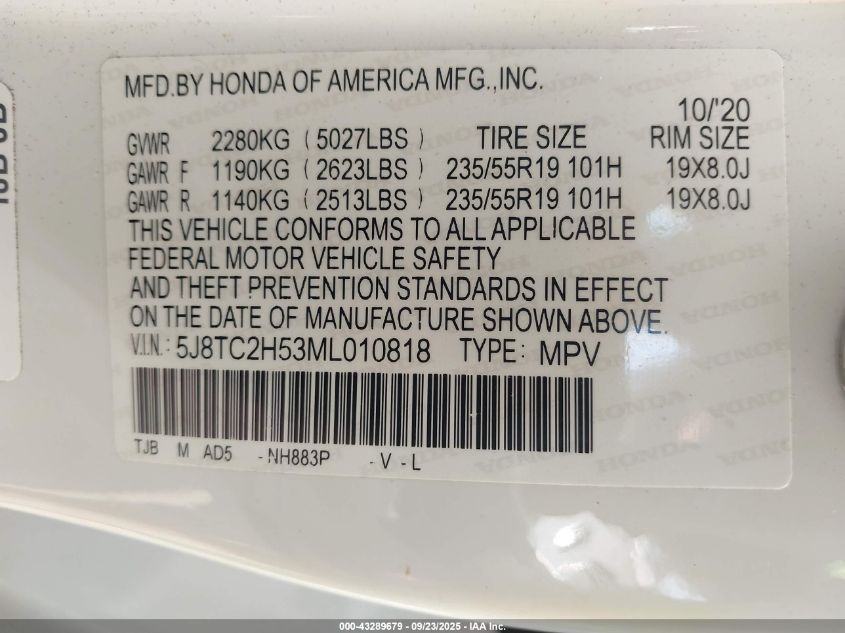 MFD.BY HONDA OF AMERICA MFG.,INC.
10/'20
GVWR 2280KG (5027LBS) TIRE SIZE RIM SIZE
GAWR F 1190KG (2623LBS) 235/55R19 101H 19X8.0J
GAWR R 1140KG (2513LBS) 235/55R19 101H 19X8.0J
THIS VEHICLE CONFORMS TO ALL APPLICABLE
FEDERAL MOTOR VEHICLE SAFETY
AND THEFT PREVENTION STANDARDS IN EFFECT
ON THE DATE OF MANUFACTURE SHOWN ABOVE.
V.I.N.: 5J8TC2H53ML010818 TYPE: MPV
TJB M AD5 -NH883P -V -L
000-43289679 - 09/23/2025 - IAA Inc.